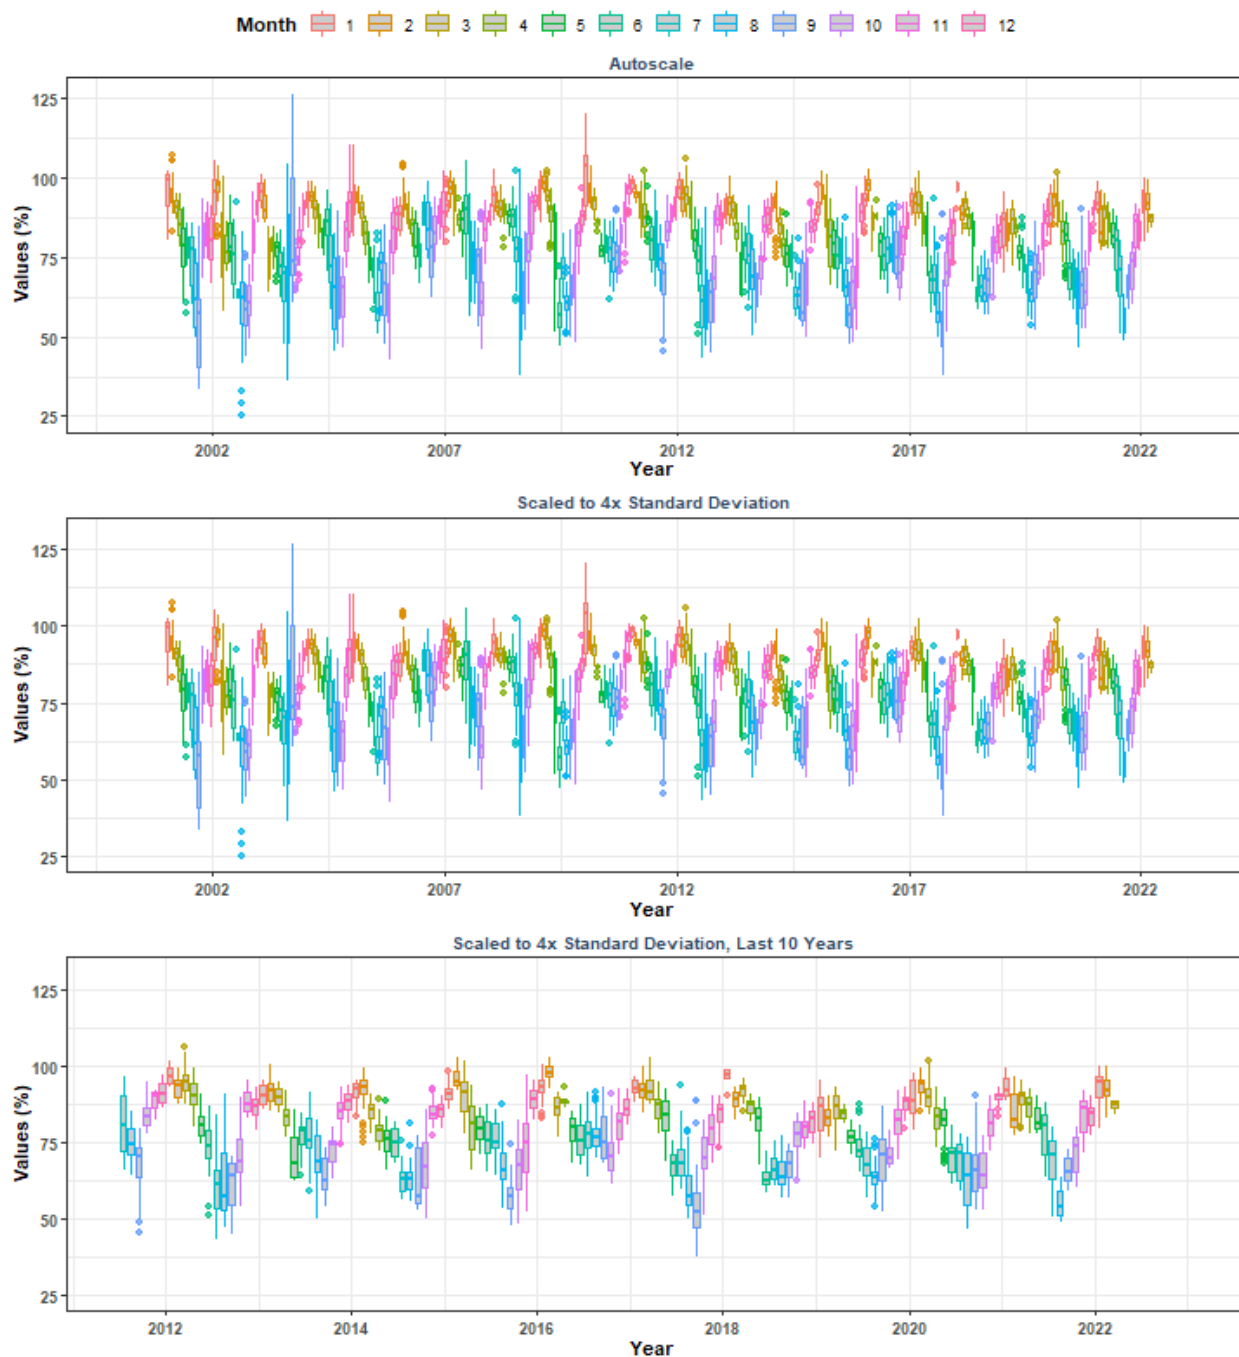 Month 1 2 3 4 5 6 7 8 9 10 11 12
Autoscale
Values (%)
125
100
75
50
25
2002 2007 2012 2017 2022
Year
Scaled to 4x Standard Deviation
Values (%)
125
100
75
50
25
2002 2007 2012 2017 2022
Year
Scaled to 4x Standard Deviation, Last 10 Years
Values (%)
125
100
75
50
25
2012 2014 2016 2018 2020 2022
Year